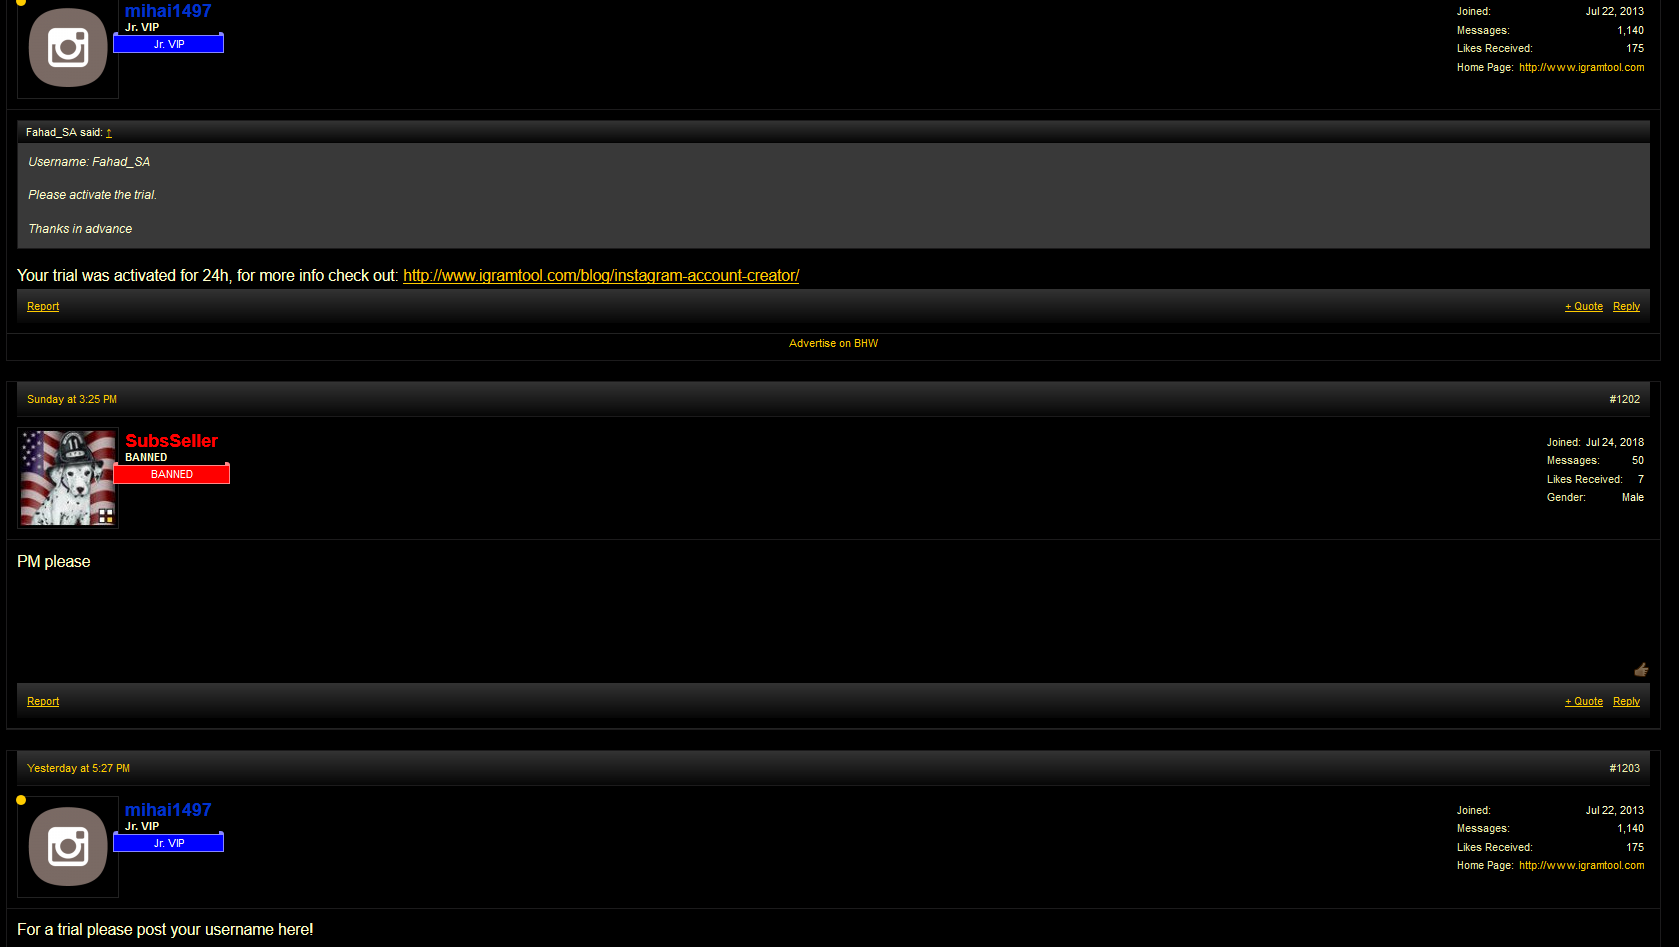 mihai1497
Jr. VIP
Jr. VIP
Joined: Jul 22, 2013
Messages: 1,140
Likes Received: 175
Home Page: http://www.igramtool.com
Fahad_SA said: ↑
Username: Fahad_SA
Please activate the trial.
Thanks in advance
Your trial was activated for 24h, for more info check out: http://www.igramtool.com/blog/instagram-account-creator/
Report + Quote Reply
Advertise on BHW
Sunday at 3:25 PM #1202
SubsSeller
BANNED
BANNED
Joined: Jul 24, 2018
Messages: 50
Likes Received: 7
Gender: Male
11
PM please
Report + Quote Reply
Yesterday at 5:27 PM #1203
mihai1497
Jr. VIP
Jr. VIP
Joined: Jul 22, 2013
Messages: 1,140
Likes Received: 175
Home Page: http://www.igramtool.com
For a trial please post your username here!